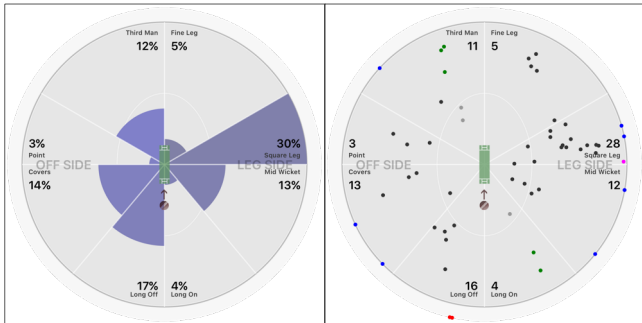 Third Man
12%
Fine Leg
5%
3%
Point
OFF SIDE
Covers
14%
30%
Square Leg
LEG SIDE
Mid Wicket
13%
17%
Long Off
4%
Long On
Third Man
11
Fine Leg
5
3
Point
OFF SIDE
Covers
13
28
Square Leg
LEG SIDE
Mid Wicket
12
16
Long Off
4
Long On